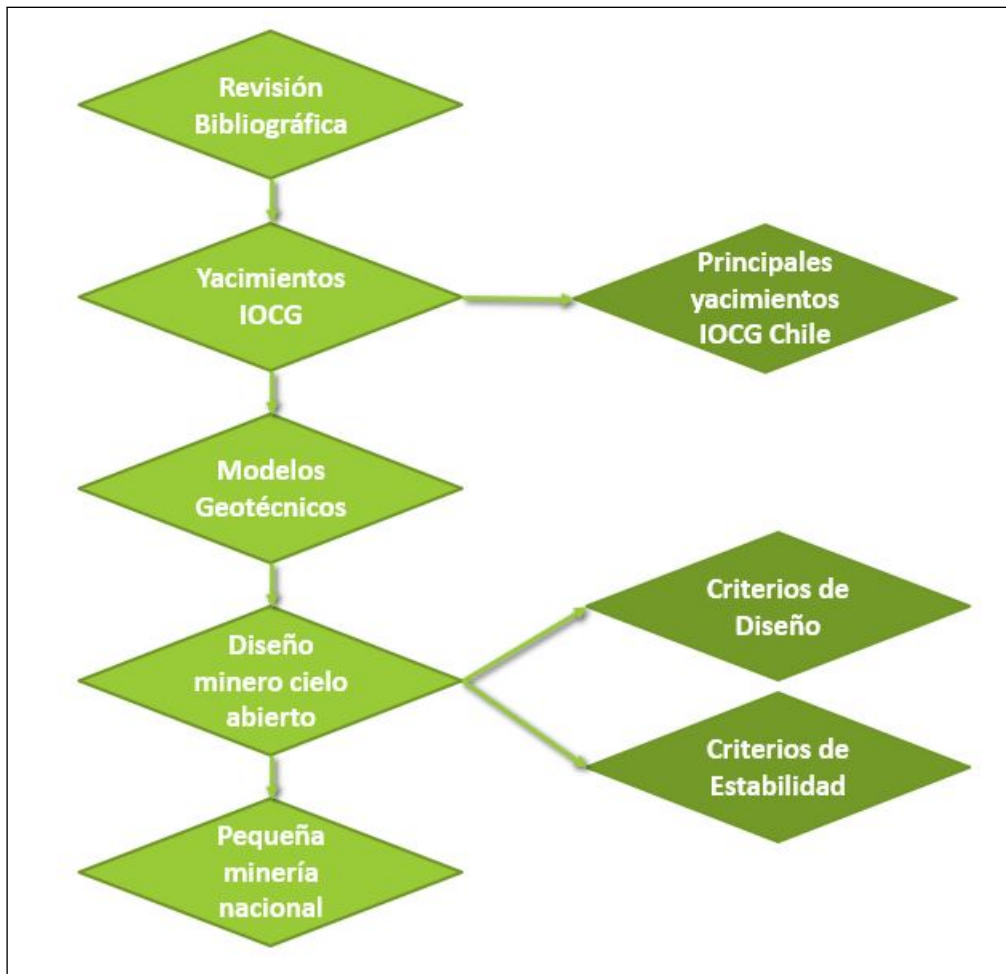 Revisión
Bibliográfica
Yacimientos
IOCG
Principales
yacimientos
IOCG Chile
Modelos
Geotécnicos
Diseño
minero cielo
abierto
Criterios de
Diseño
Criterios de
Estabilidad
Pequeña
minería
nacional